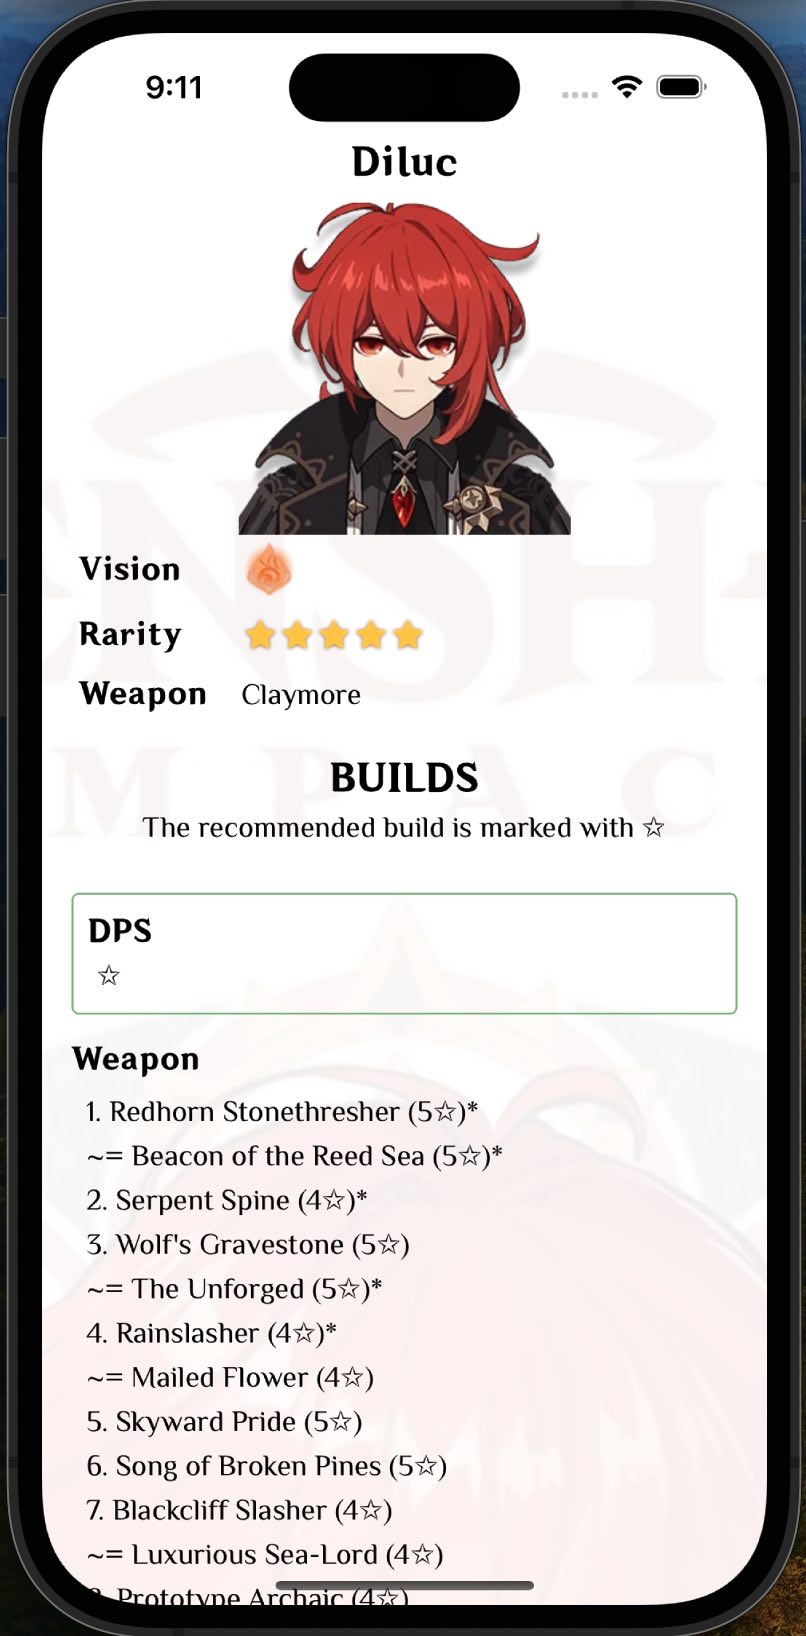 9:11
Diluc
Vision
Rarity
Weapon Claymore
BUILDS
The recommended build is marked with ☆
DPS
☆
Weapon
1. Redhorn Stonethresher (5☆)*
~= Beacon of the Reed Sea (5☆)*
2. Serpent Spine (4☆)*
3. Wolf's Gravestone (5☆)
~= The Unforged (5☆)*
4. Rainslasher (4☆)*
~= Mailed Flower (4☆)
5. Skyward Pride (5☆)
6. Song of Broken Pines (5☆)
7. Blackcliff Slasher (4☆)
~= Luxurious Sea-Lord (4☆)
Prototype Archaic (4☆)